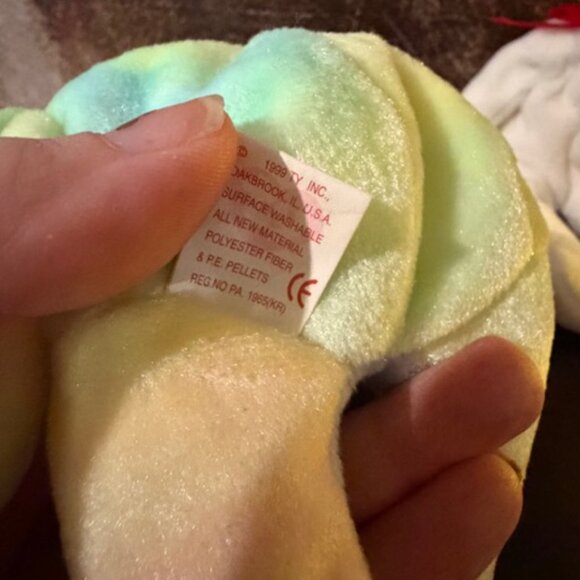 © 1999 TY INC.,
OAKBROOK, IL, U.S.A.
SURFACE WASHABLE
ALL NEW MATERIAL
POLYESTER FIBER
& P.E. PELLETS
REG.NO PA. 1965(KR)
CE